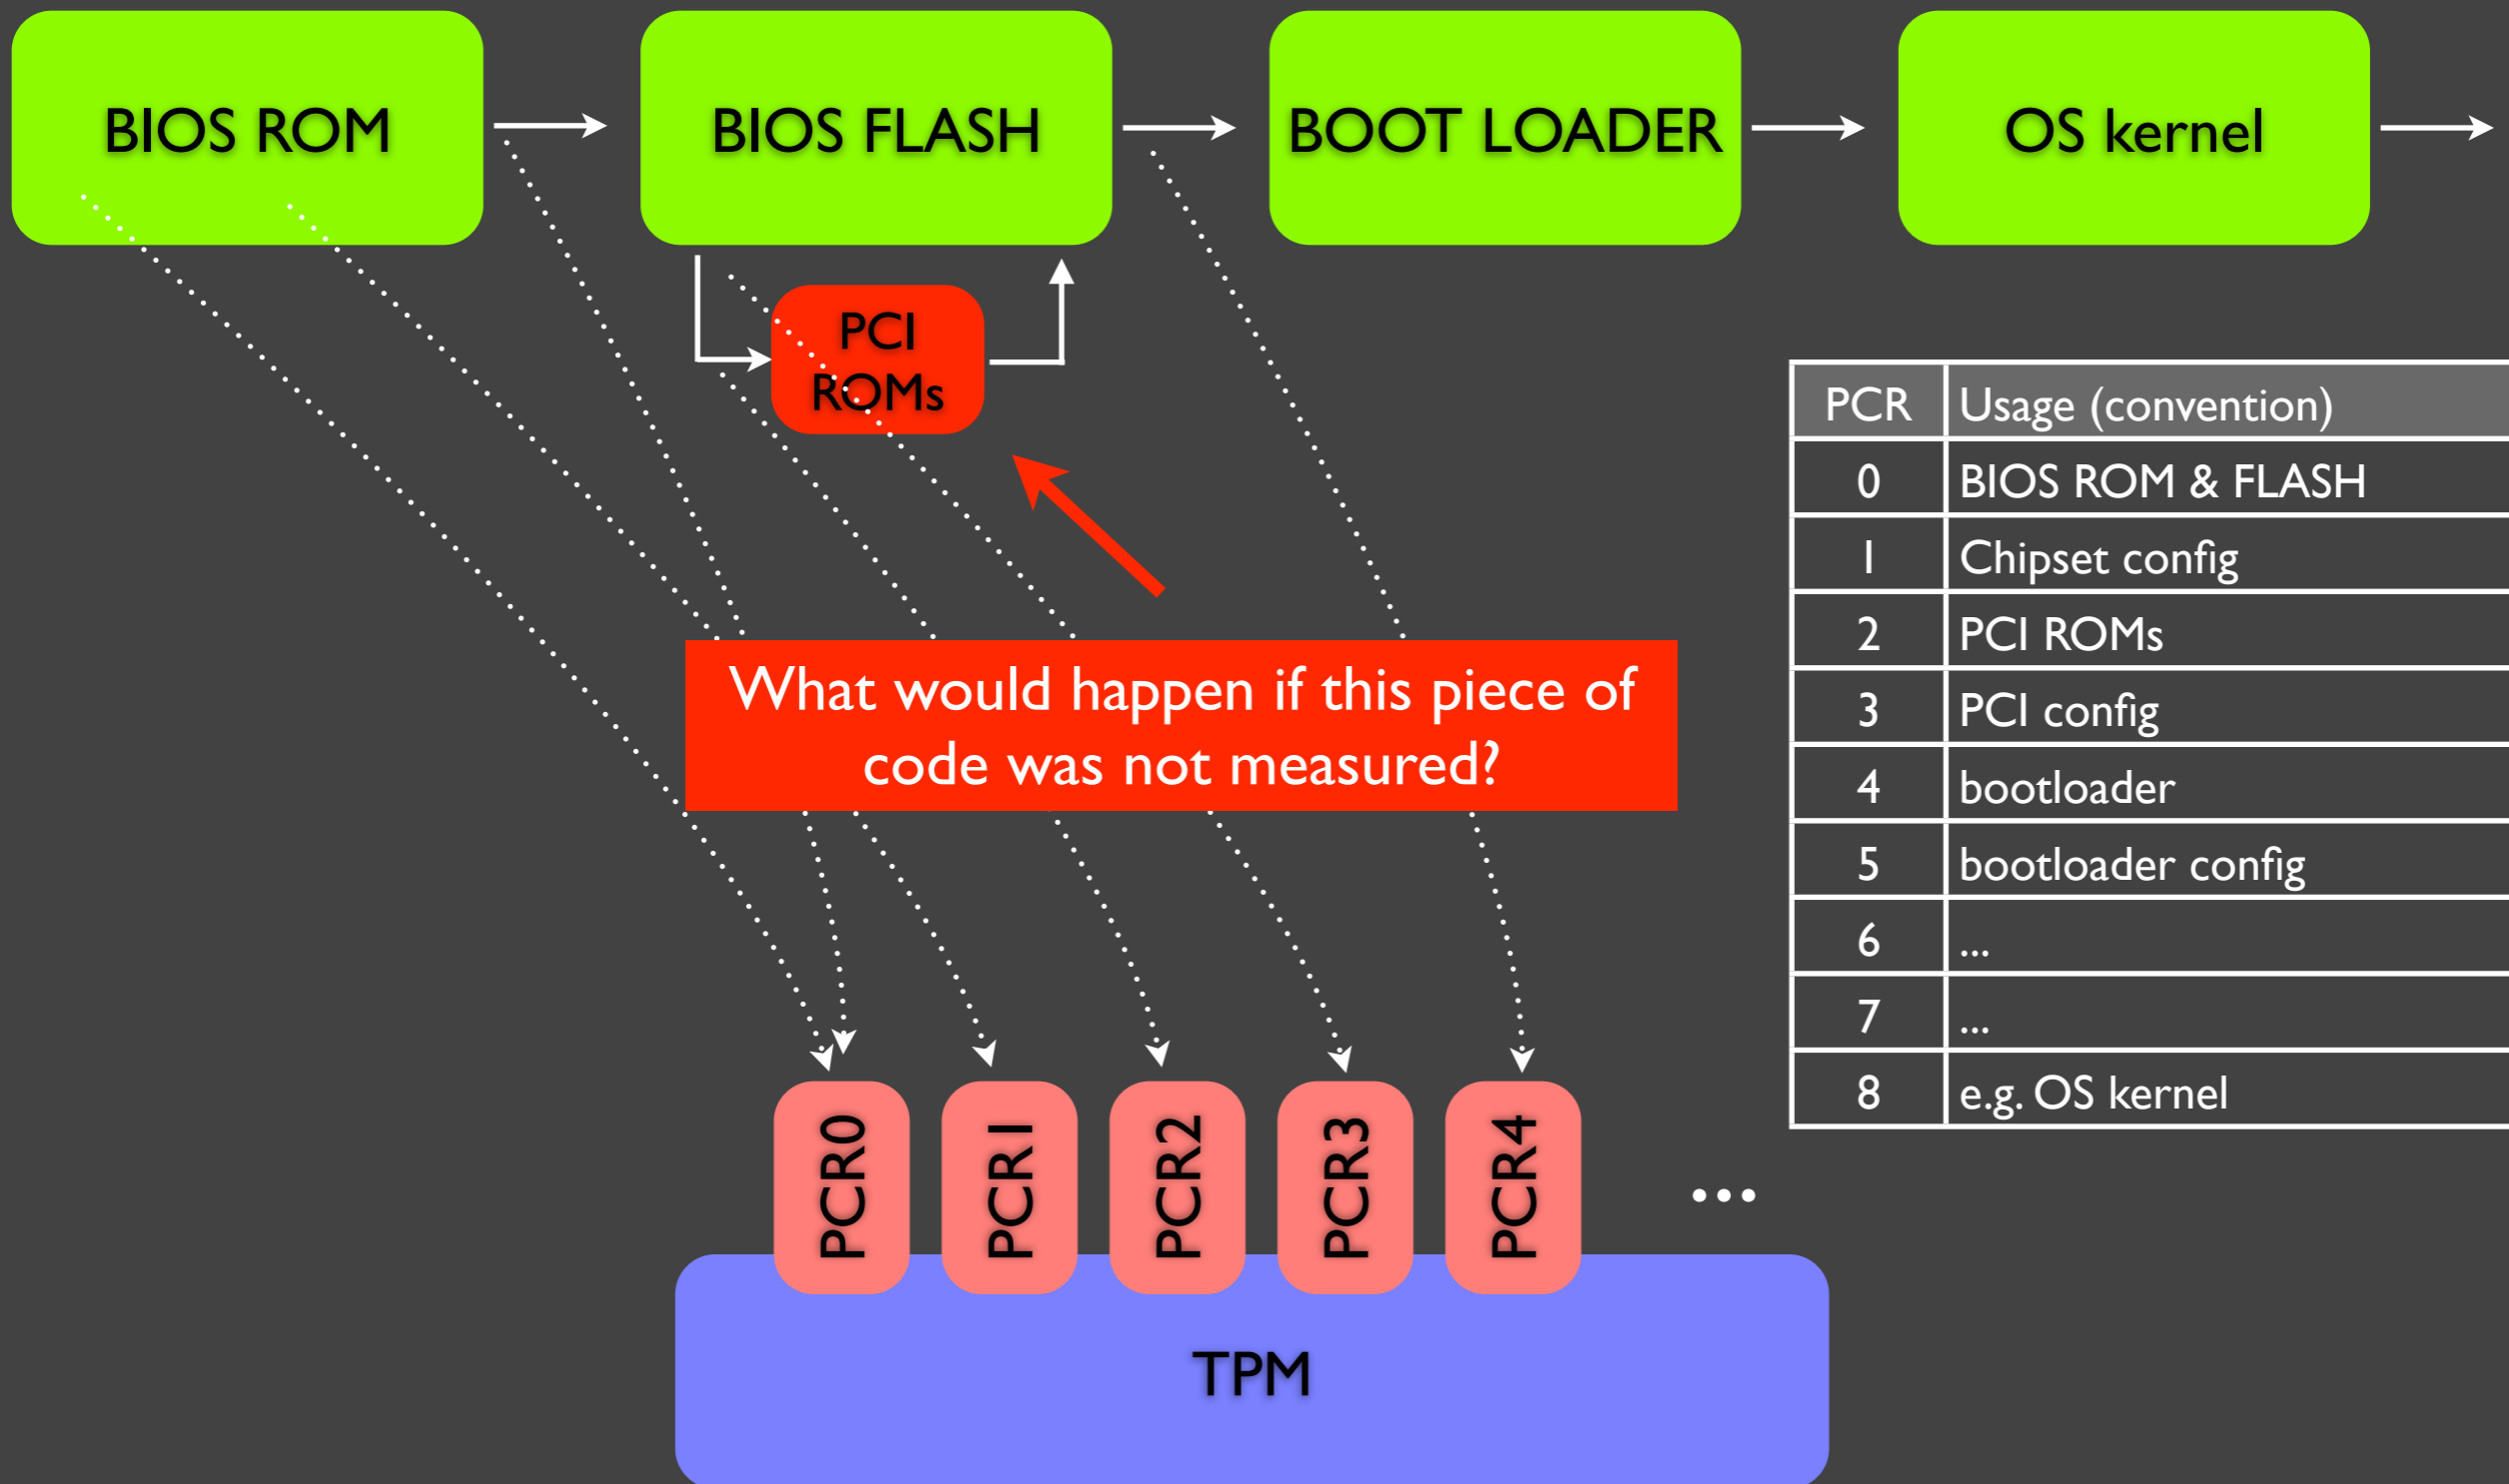 BIOS ROM
BIOS FLASH
BOOT LOADER
OS kernel
PCI
ROMs
What would happen if this piece of
code was not measured?
PCR Usage (convention)
0 BIOS ROM & FLASH
1 Chipset config
2 PCI ROMs
3 PCI config
4 bootloader
5 bootloader config
6 ...
7 ...
8 e.g. OS kernel
PCR0
PCR1
PCR2
PCR3
PCR4
...
TPM